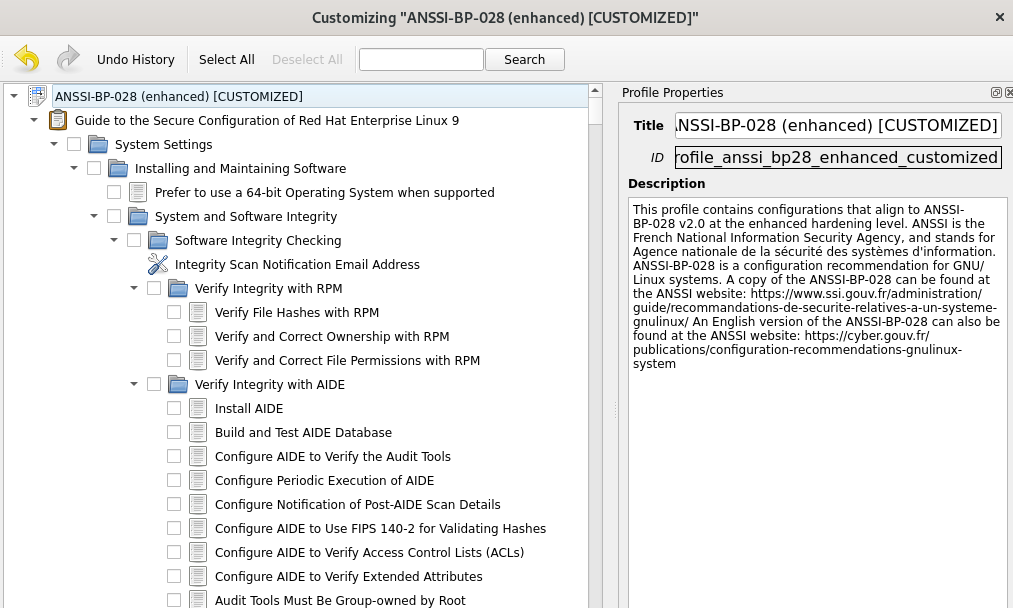 Customizing "ANSSI-BP-028 (enhanced) [CUSTOMIZED]"
Undo History
Select All
Deselect All
Search
ANSSI-BP-028 (enhanced) [CUSTOMIZED]
Guide to the Secure Configuration of Red Hat Enterprise Linux 9
System Settings
Installing and Maintaining Software
Prefer to use a 64-bit Operating System when supported
System and Software Integrity
Software Integrity Checking
Integrity Scan Notification Email Address
Verify Integrity with RPM
Verify File Hashes with RPM
Verify and Correct Ownership with RPM
Verify and Correct File Permissions with RPM
Verify Integrity with AIDE
Install AIDE
Build and Test AIDE Database
Configure AIDE to Verify the Audit Tools
Configure Periodic Execution of AIDE
Configure Notification of Post-AIDE Scan Details
Configure AIDE to Use FIPS 140-2 for Validating Hashes
Configure AIDE to Verify Access Control Lists (ACLs)
Configure AIDE to Verify Extended Attributes
Audit Tools Must Be Group-owned by Root
Profile Properties
Title NSSI-BP-028 (enhanced) [CUSTOMIZED]
ID rofile_anssi_bp28_enhanced_customized
Description
This profile contains configurations that align to ANSSI-
BP-028 v2.0 at the enhanced hardening level. ANSSI is the
French National Information Security Agency, and stands for
Agence nationale de la sécurité des systèmes d'information.
ANSSI-BP-028 is a configuration recommendation for GNU/
Linux systems. A copy of the ANSSI-BP-028 can be found at
the ANSSI website: https://www.ssi.gouv.fr/administration/
guide/recommandations-de-securite-relatives-a-un-systeme-
gnulinux/ An English version of the ANSSI-BP-028 can also be
found at the ANSSI website: https://cyber.gouv.fr/
publications/configuration-recommendations-gnulinux-
system